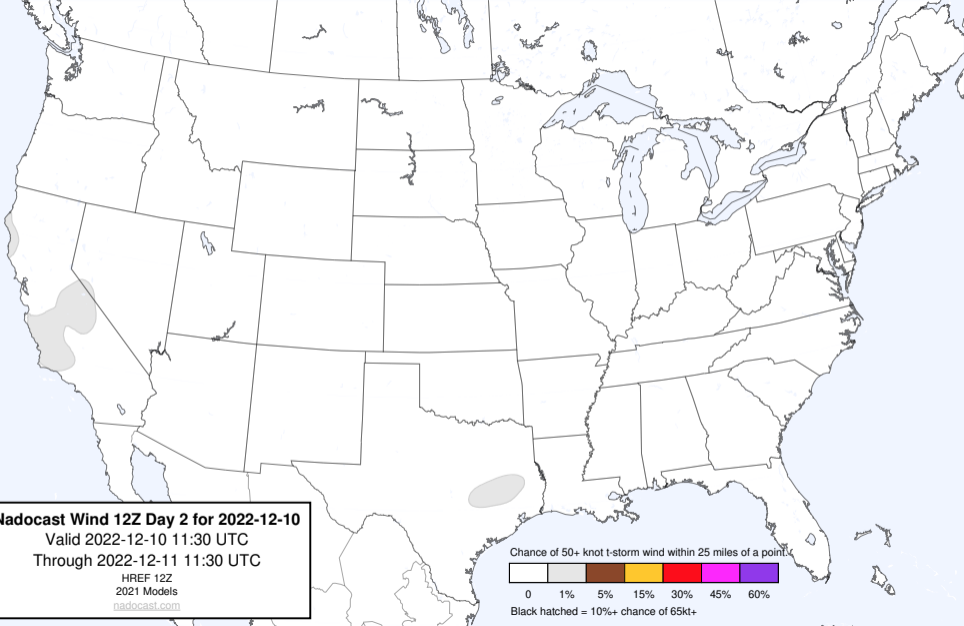 Nadocast Wind 12Z Day 2 for 2022-12-10
Valid 2022-12-10 11:30 UTC
Through 2022-12-11 11:30 UTC
HREF 12Z
2021 Models
nadocast.com
Chance of 50+ knot t-storm wind within 25 miles of a point.
0 1% 5% 15% 30% 45% 60%
Black hatched = 10%+ chance of 65kt+